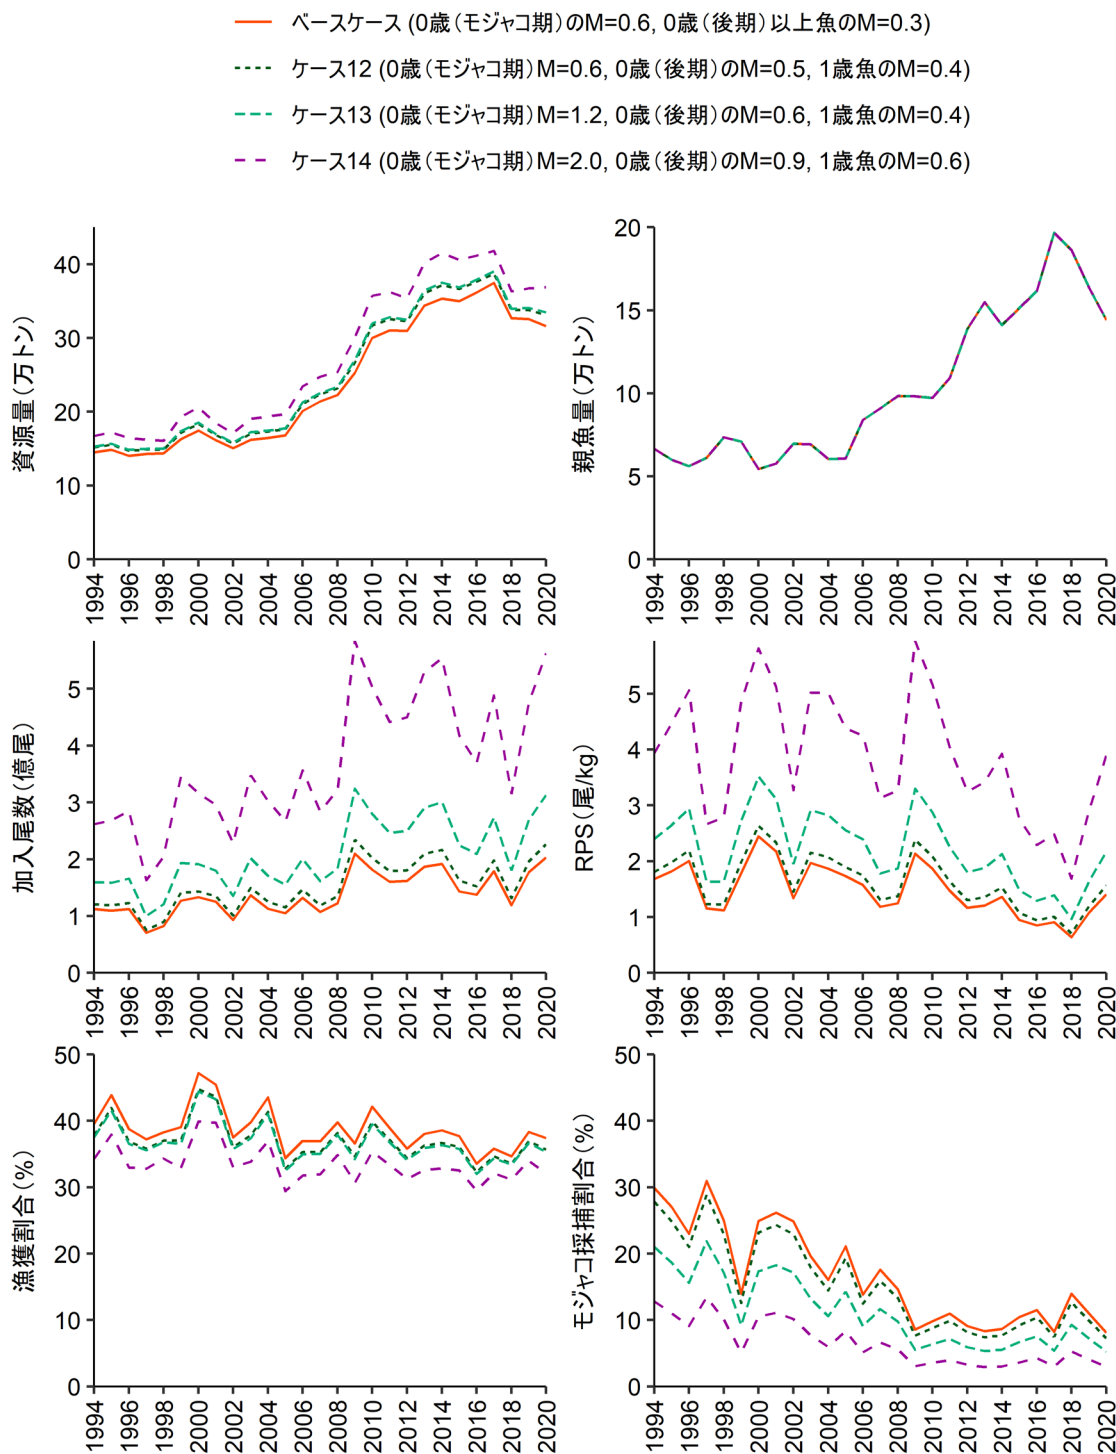 ベースケース (0歳(モジャコ期)のM=0.6, 0歳(後期)以上魚のM=0.3)
ケース12 (0歳(モジャコ期)M=0.6, 0歳(後期)のM=0.5, 1歳魚のM=0.4)
ケース13 (0歳(モジャコ期)M=1.2, 0歳(後期)のM=0.6, 1歳魚のM=0.4)
ケース14 (0歳(モジャコ期)M=2.0, 0歳(後期)のM=0.9, 1歳魚のM=0.6)
資源量(万トン)
40
30
20
10
0
1994 1996 1998 2000 2002 2004 2006 2008 2010 2012 2014 2016 2018 2020
親魚量(万トン)
20
15
10
5
0
1994 1996 1998 2000 2002 2004 2006 2008 2010 2012 2014 2016 2018 2020
加入尾数(億尾)
5
4
3
2
1
0
1994 1996 1998 2000 2002 2004 2006 2008 2010 2012 2014 2016 2018 2020
RPS(尾/kg)
5
4
3
2
1
0
1994 1996 1998 2000 2002 2004 2006 2008 2010 2012 2014 2016 2018 2020
漁獲割合(%)
50
40
30
20
10
0
1994 1996 1998 2000 2002 2004 2006 2008 2010 2012 2014 2016 2018 2020
モジャコ採捕割合(%)
50
40
30
20
10
0
1994 1996 1998 2000 2002 2004 2006 2008 2010 2012 2014 2016 2018 2020